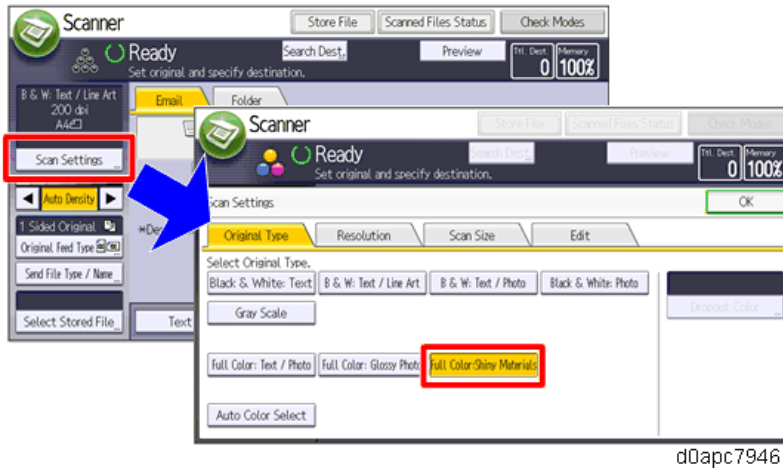 Scanner
Store File
Scanned Files Status
Check Modes
Ready
Search Dest.
Preview
Ttl. Dest.
Memory
0
100%
Set original and specify destination.
B & W: Text / Line Art
200 dpi
A4
Email
Folder
Scan Settings
Auto Density
1 Sided Original
Original Feed Type
Send File Type / Name
Select Stored File
Text
Scanner
Store File
Scanned Files Status
Check Modes
Ready
Search Dest.
Preview
Ttl. Dest.
Memory
0
100%
Set original and specify destination.
Scan Settings
OK
Original Type
Resolution
Scan Size
Edit
Select Original Type.
Black & White: Text
B & W: Text / Line Art
B & W: Text / Photo
Black & White: Photo
Gray Scale
Dropout Color
Full Color: Text / Photo
Full Color: Glossy Photo
Full Color:Shiny Materials
Auto Color Select
d0apc7946